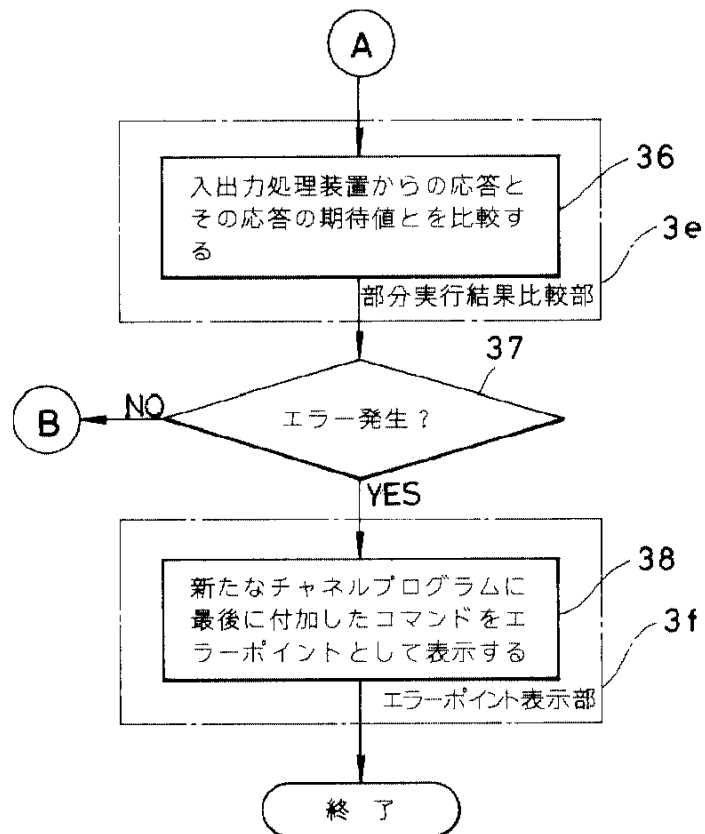 A
36
入出力処理装置からの応答と
その応答の期待値とを比較す
る
3e
部分実行結果比較部
37
エラー発生?
NO
B
YES
38
新たなチャネルプログラムに
最後に付加したコマンドをエ
ラーポイントとして表示する
3f
エラーポイント表示部
終了